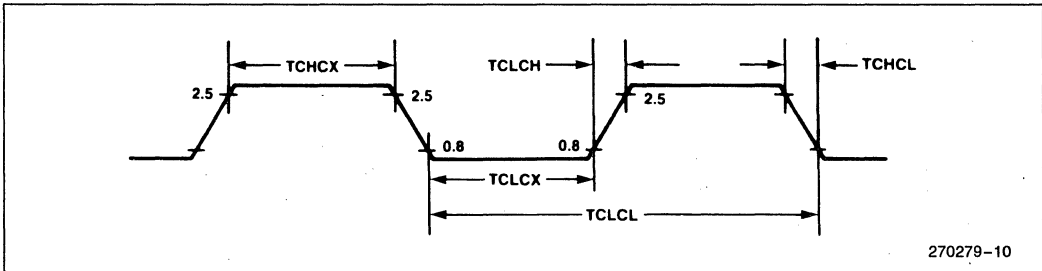 TCHCX
TCLCH
TCHCL
2.5
2.5
2.5
0.8
0.8
TCLCX
TCLCL
270279-10